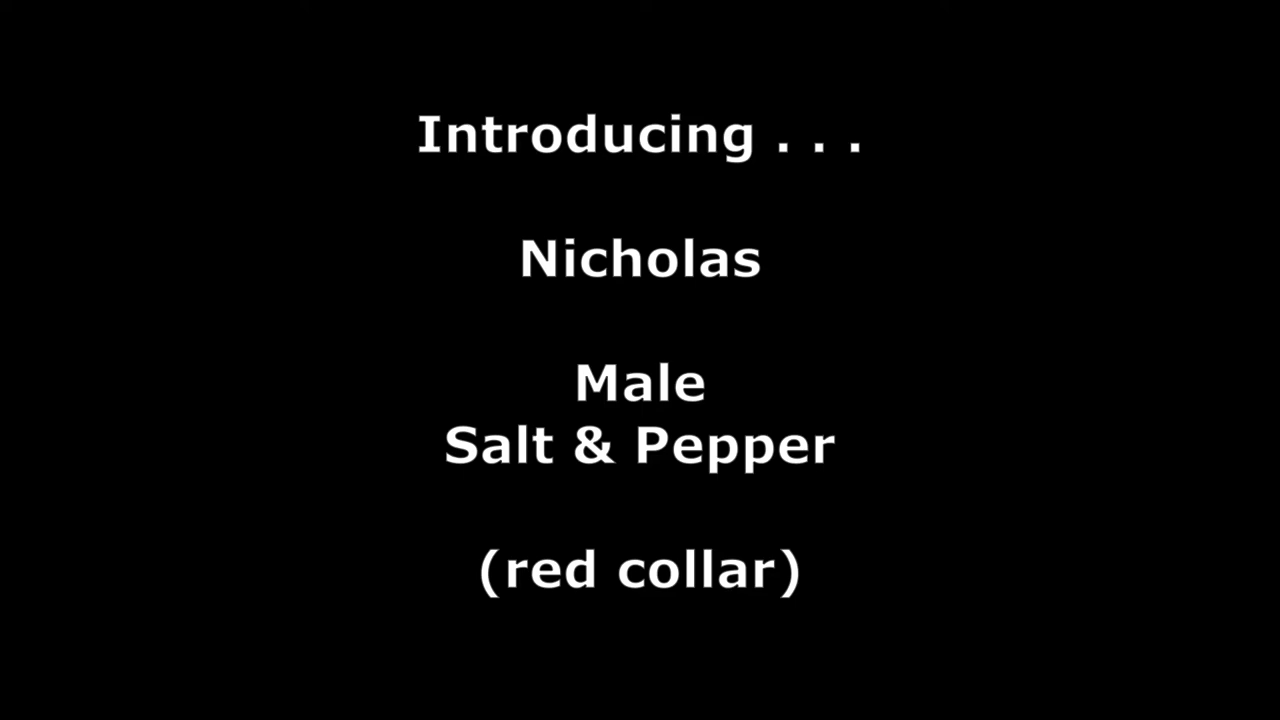 Introducing . . .
Nicholas
Male
Salt & Pepper
(red collar)